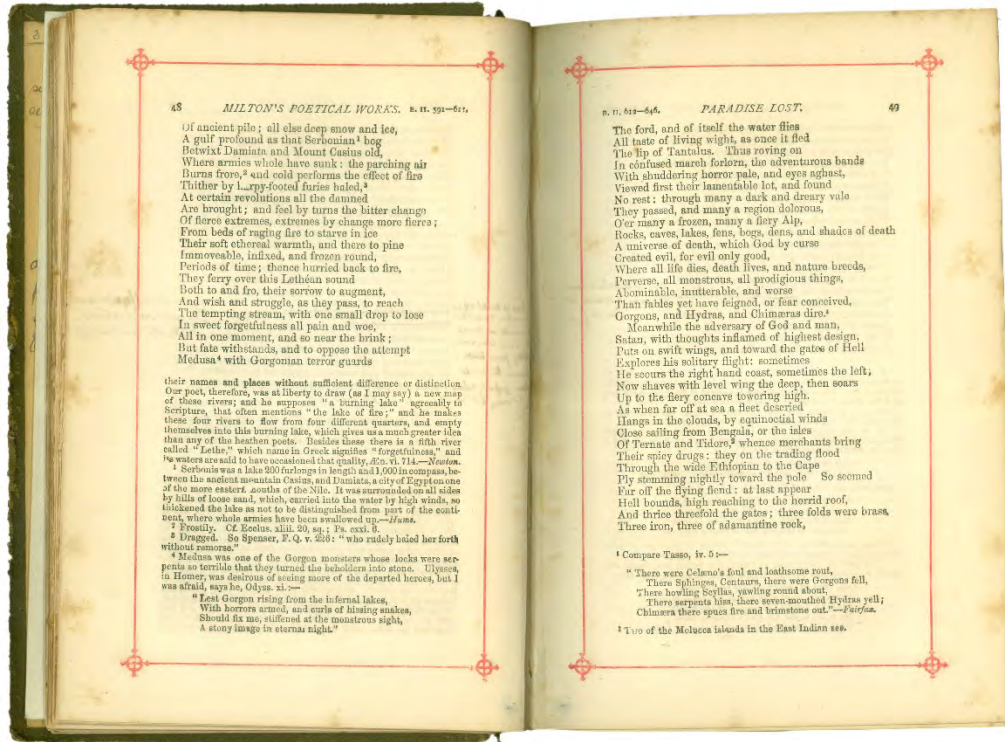 48 MILTON'S POETICAL WORKS. B. II. 591—611,
Of ancient pile; all else deep snow and ice,
A gulf profound as that Serbonian¹ bog
Betwixt Damiata and Mount Casius old,
Where armies whole have sunk: the parching air
Burns frore,² and cold performs the effect of fire
Thither by harpy-footed furies haled,³
At certain revolutions all the damned
Are brought; and feel by turns the bitter change
Of fierce extremes, extremes by change more fierce;
From beds of raging fire to starve in ice
Their soft ethereal warmth, and there to pine
Immoveable, infixed, and frozen round,
Periods of time; thence hurried back to fire,
They ferry over this Lethéan sound
Both to and fro, their sorrow to augment,
And wish and struggle, as they pass, to reach
The tempting stream, with one small drop to lose
In sweet forgetfulness all pain and woe,
All in one moment, and so near the brink;
But fate withstands, and to oppose the attempt
Medusa⁴ with Gorgonian terror guards
their names and places without sufficient difference or distinction
Our poet, therefore, was at liberty to draw (as I may say) a new map
of these rivers; and he supposes "a burning lake" agreeably to
Scripture, that often mentions "the lake of fire;" and he makes
these four rivers to flow from four different quarters, and empty
themselves into this burning lake, which gives us a much greater idea
than any of the heathen poets. Besides these there is a fifth river
called "Lethe," which name in Greek signifies "forgetfulness," and
its waters are said to have occasioned that quality, Æn. vi. 714.—Newton.
¹ Serbonis was a lake 200 furlongs in length and 1,000 in compass, be-
tween the ancient mountain Casius, and Damiata, a city of Egypt on one
of the more eastern mouths of the Nile. It was surrounded on all sides
by hills of loose sand, which, carried into the water by high winds, so
thickened the lake as not to be distinguished from part of the conti-
nent, where whole armies have been swallowed up.—Hume.
² Frostily. Cf. Ecclus. xliii. 20, sq.; Ps. cxxi. 6.
³ Dragged. So Spenser, F. Q. v. 226: "who rudely haled her forth
without remorse."
⁴ Medusa was one of the Gorgon monsters whose locks were ser-
pents so terrible that they turned the beholders into stone. Ulysses,
in Homer, was desirous of seeing more of the departed heroes, but I
was afraid, says he, Odyss. xi. :—
"Lest Gorgon rising from the infernal lakes,
With horrors armed, and curls of hissing snakes,
Should fix me, stiffened at the monstrous sight,
A stony image in eternal night."
B. II. 612—646. PARADISE LOST. 49
The ford, and of itself the water flies
All taste of living wight, as once it fled
The lip of Tantalus. Thus roving on
In confused march forlorn, the adventurous bands
With shuddering horror pale, and eyes aghast,
Viewed first their lamentable lot, and found
No rest: through many a dark and dreary vale
They passed, and many a region dolorous,
O'er many a frozen, many a fiery Alp,
Rocks, caves, lakes, fens, bogs, dens, and shades of death
A universe of death, which God by curse
Created evil, for evil only good,
Where all life dies, death lives, and nature breeds,
Perverse, all monstrous, all prodigious things,
Abominable, inutterable, and worse
Than fables yet have feigned, or fear conceived,
Gorgons, and Hydras, and Chimæras dire.¹
Meanwhile the adversary of God and man,
Satan, with thoughts inflamed of highest design,
Puts on swift wings, and toward the gates of Hell
Explores his solitary flight: sometimes
He scours the right hand coast, sometimes the left;
Now shaves with level wing the deep, then soars
Up to the fiery concave towering high.
As when far off at sea a fleet descried
Hangs in the clouds, by equinoctial winds
Close sailing from Bengala, or the isles
Of Ternate and Tidore,² whence merchants bring
Their spicy drugs: they on the trading flood
Through the wide Ethiopian to the Cape
Ply stemming nightly toward the pole So seemed
Far off the flying fiend: at last appear
Hell bounds, high reaching to the horrid roof,
And thrice threefold the gates; three folds were brass,
Three iron, three of adamantine rock,
¹ Compare Tasso, iv. 5 :—
"There were Celæno's foul and loathsome rout,
There Sphinges, Centaurs, there were Gorgons fell,
There howling Scyllas, yawling round about,
There serpents hiss, there seven-mouthed Hydras yell;
Chimæra there spues fire and brimstone out."—Fairfax.
² Two of the Molucca islands in the East Indian sea.